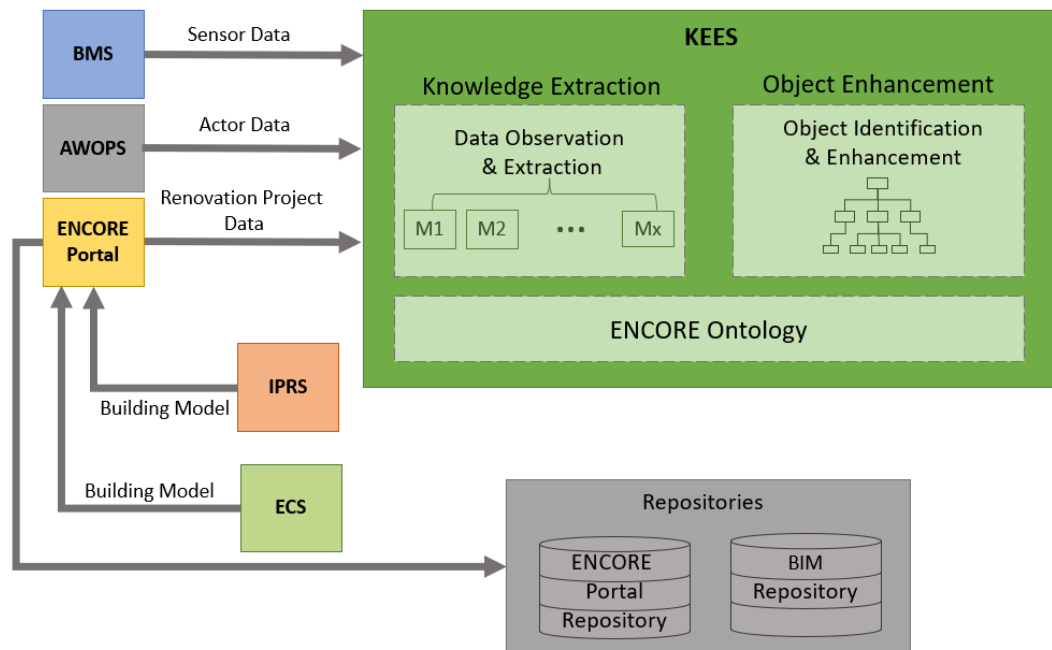 BMS
Sensor Data
AWOPS
Actor Data
ENCORE
Portal
Renovation Project
Data
KEES
Knowledge Extraction
Data Observation
& Extraction
M1
M2
•••
Mx
Object Enhancement
Object Identification
& Enhancement
ENCORE Ontology
IPRS
Building Model
ECS
Building Model
Repositories
ENCORE
Portal
Repository
BIM
Repository